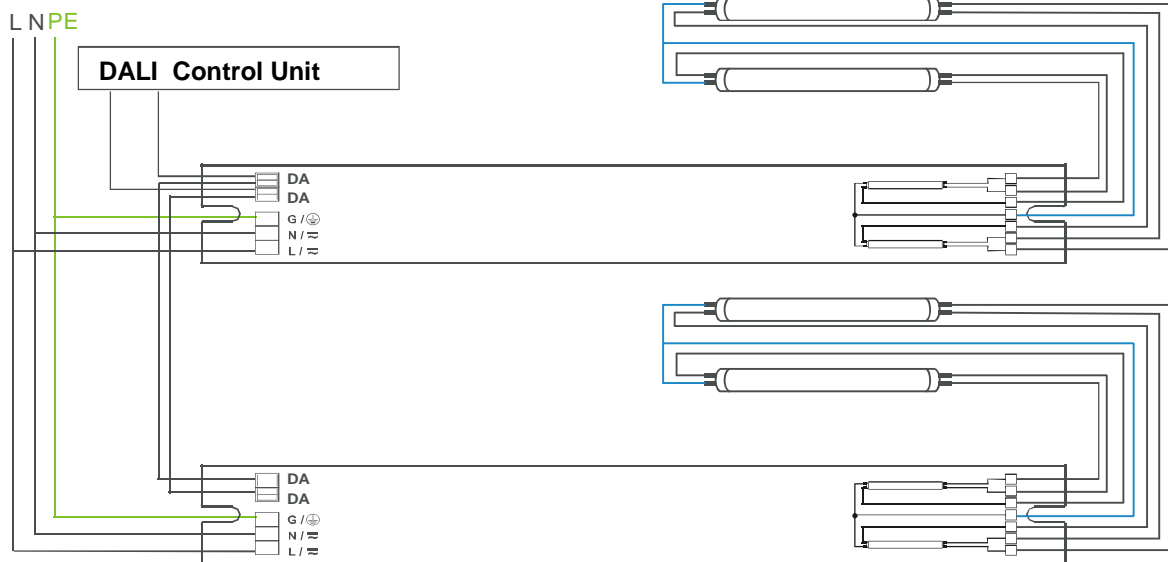 L N PE
DALI Control Unit
DA
DA
G / ⏚
N / ≂
L / ≂
DA
DA
G / ⏚
N / ≂
L / ≂